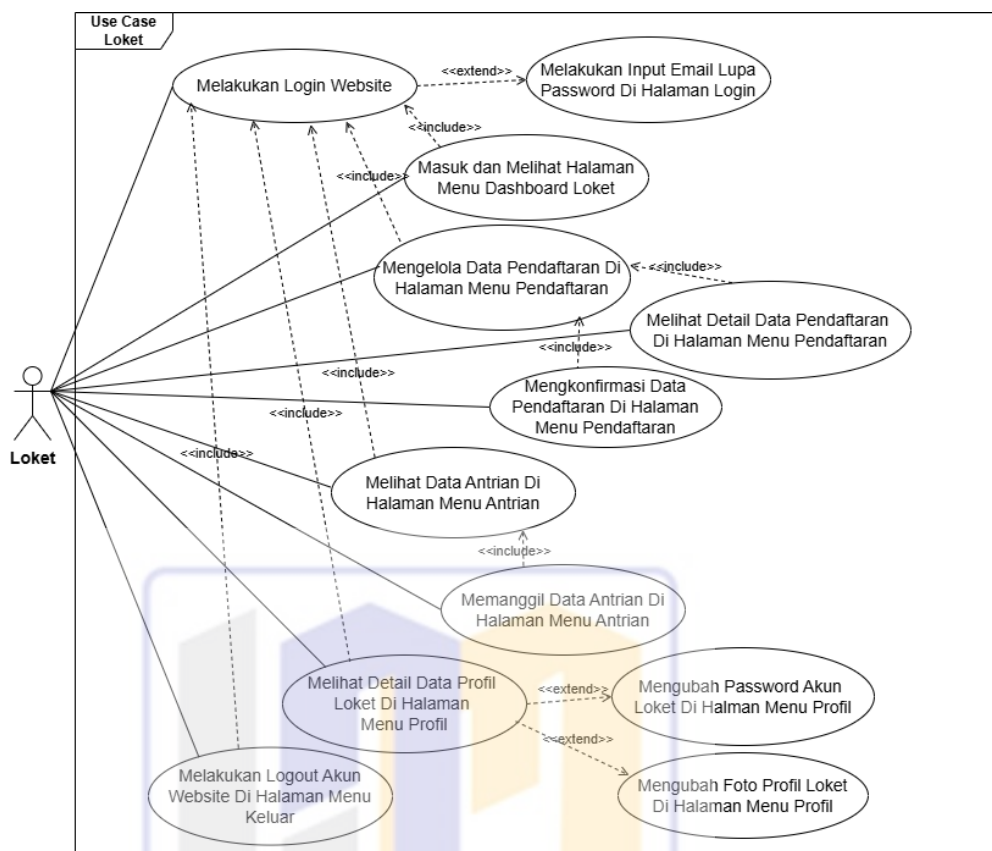 Use Case
Loket
Melakukan Login Website
<<extend>>
Melakukan Input Email Lupa
Password Di Halaman Login
<<include>>
Masuk dan Melihat Halaman
Menu Dashboard Loket
<<include>>
Mengelola Data Pendaftaran Di
Halaman Menu Pendaftaran
<<include>>
Melihat Detail Data Pendaftaran
Di Halaman Menu Pendaftaran
<<include>>
<<include>>
Mengkonfirmasi Data
Pendaftaran Di Halaman
Menu Pendaftaran
<<include>>
<<include>>
Loket
Melihat Data Antrian Di
Halaman Menu Antrian
<<include>>
Memanggil Data Antrian Di
Halaman Menu Antrian
Melihat Detail Data Profil
Loket Di Halaman
Menu Profil
<<extend>>
Mengubah Password Akun
Loket Di Halman Menu Profil
<<extend>>
Mengubah Foto Profil Loket
Di Halaman Menu Profil
Melakukan Logout Akun
Website Di Halaman Menu
Keluar